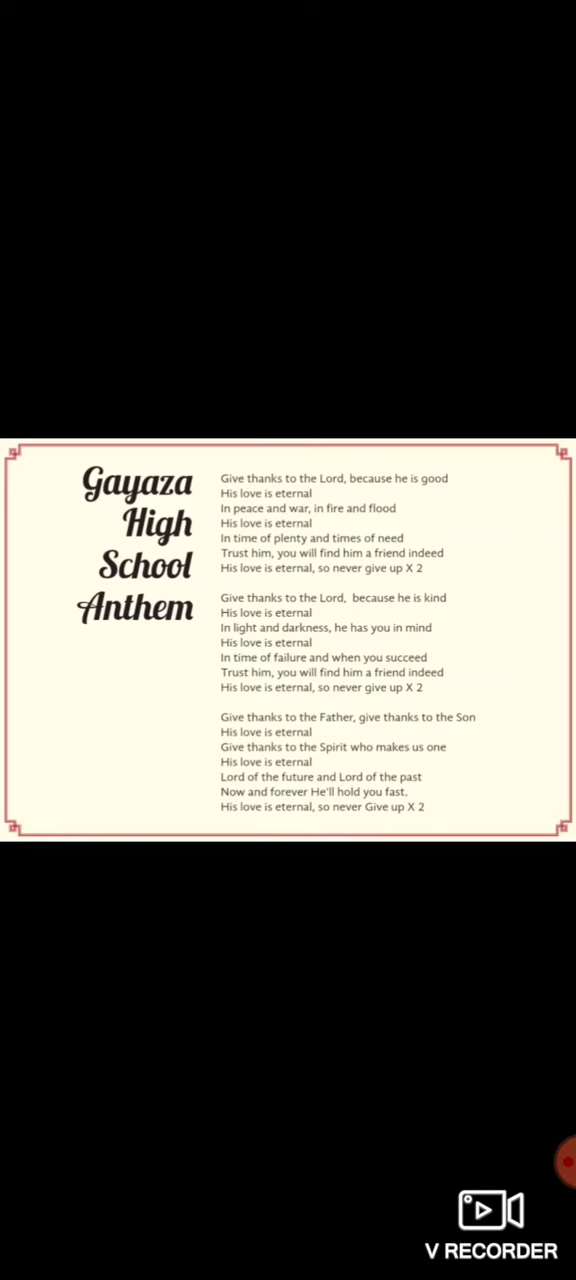 Gayaza
High
School
Anthem
Give thanks to the Lord, because he is good
His love is eternal
In peace and war, in fire and flood
His love is eternal
In time of plenty and times of need
Trust him, you will find him a friend indeed
His love is eternal, so never give up X 2
Give thanks to the Lord, because he is kind
His love is eternal
In light and darkness, he has you in mind
His love is eternal
In time of failure and when you succeed
Trust him, you will find him a friend indeed
His love is eternal, so never give up X 2
Give thanks to the Father, give thanks to the Son
His love is eternal
Give thanks to the Spirit who makes us one
His love is eternal
Lord of the future and Lord of the past
Now and forever He'll hold you fast.
His love is eternal, so never Give up X 2
V RECORDER